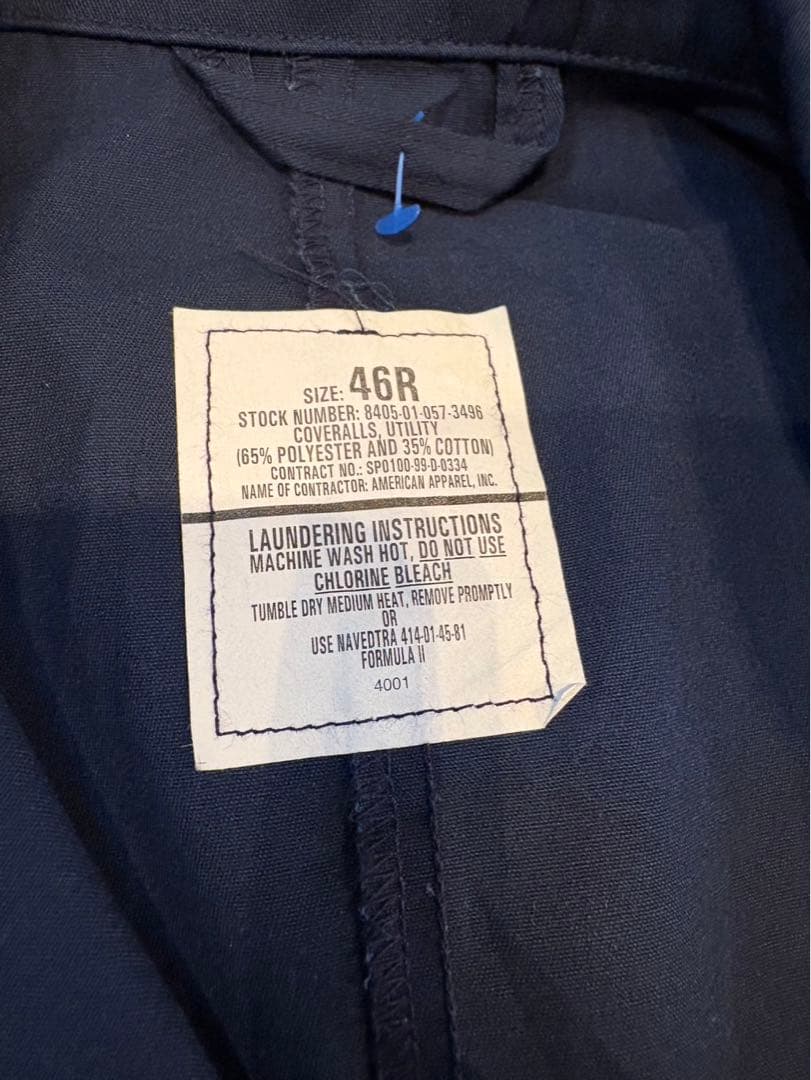 SIZE: 46R
STOCK NUMBER: 8405-01-057-3496
COVERALLS, UTILITY
(65% POLYESTER AND 35% COTTON)
CONTRACT NO.: SPO100-99-D-0334
NAME OF CONTRACTOR: AMERICAN APPAREL, INC.
LAUNDERING INSTRUCTIONS
MACHINE WASH HOT, DO NOT USE
CHLORINE BLEACH
TUMBLE DRY MEDIUM HEAT, REMOVE PROMPTLY
OR
USE NAVEDTRA 414-01-45-81
FORMULA II
4001